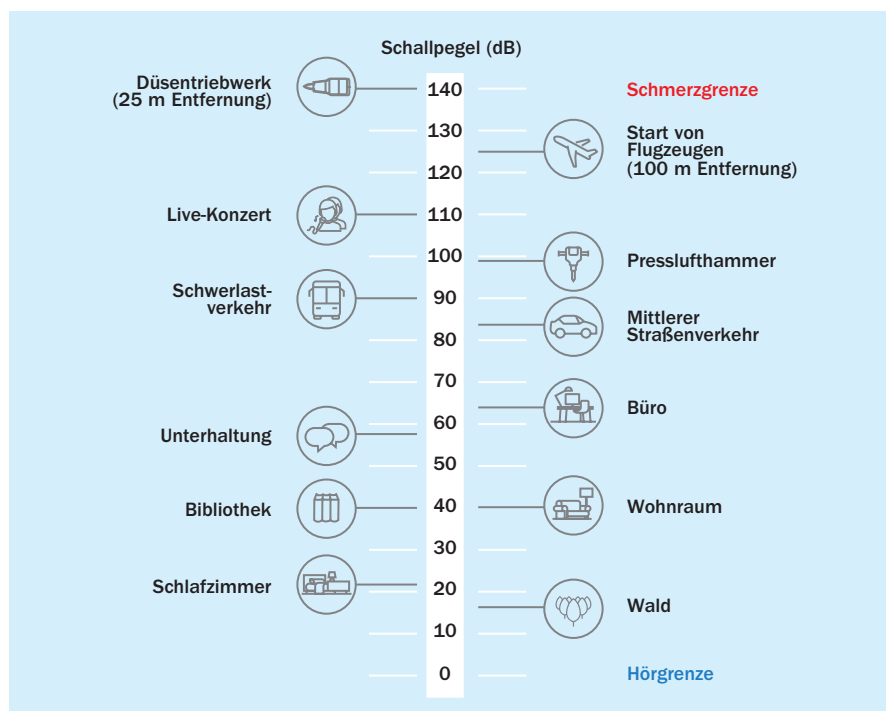 Schallpegel (dB)
Düsentriebwerk
(25 m Entfernung)
140
Schmerzgrenze
130
Start von
Flugzeugen
(100 m Entfernung)
120
Live-Konzert
110
100
Presslufthammer
Schwerlast-
verkehr
90
Mittlerer
Straßenverkehr
80
70
Büro
60
Unterhaltung
50
Bibliothek
40
Wohnraum
30
Schlafzimmer
20
Wald
10
0
Hörgrenze